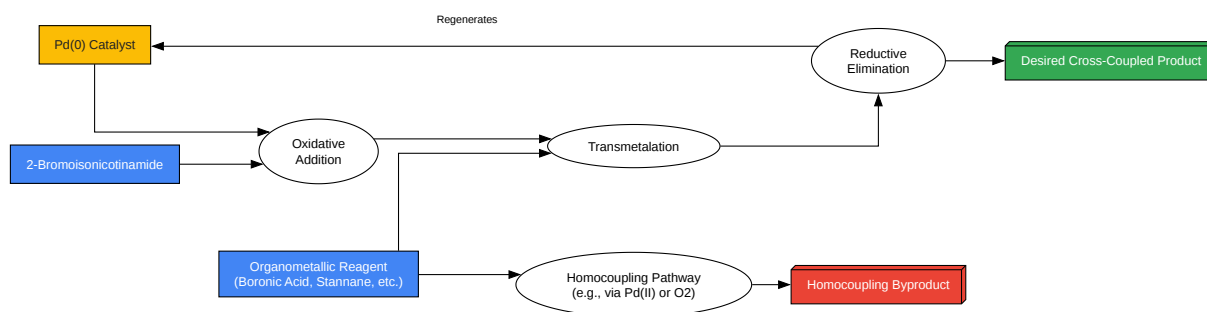 Regenerates
Pd(0) Catalyst
Reductive
Elimination
Desired Cross-Coupled Product
2-Bromoisonicotinamide
Oxidative
Addition
Transmetalation
Organometallic Reagent
(Boronic Acid, Stannane, etc.)
Homocoupling Pathway
(e.g., via Pd(II) or O2)
Homocoupling Byproduct